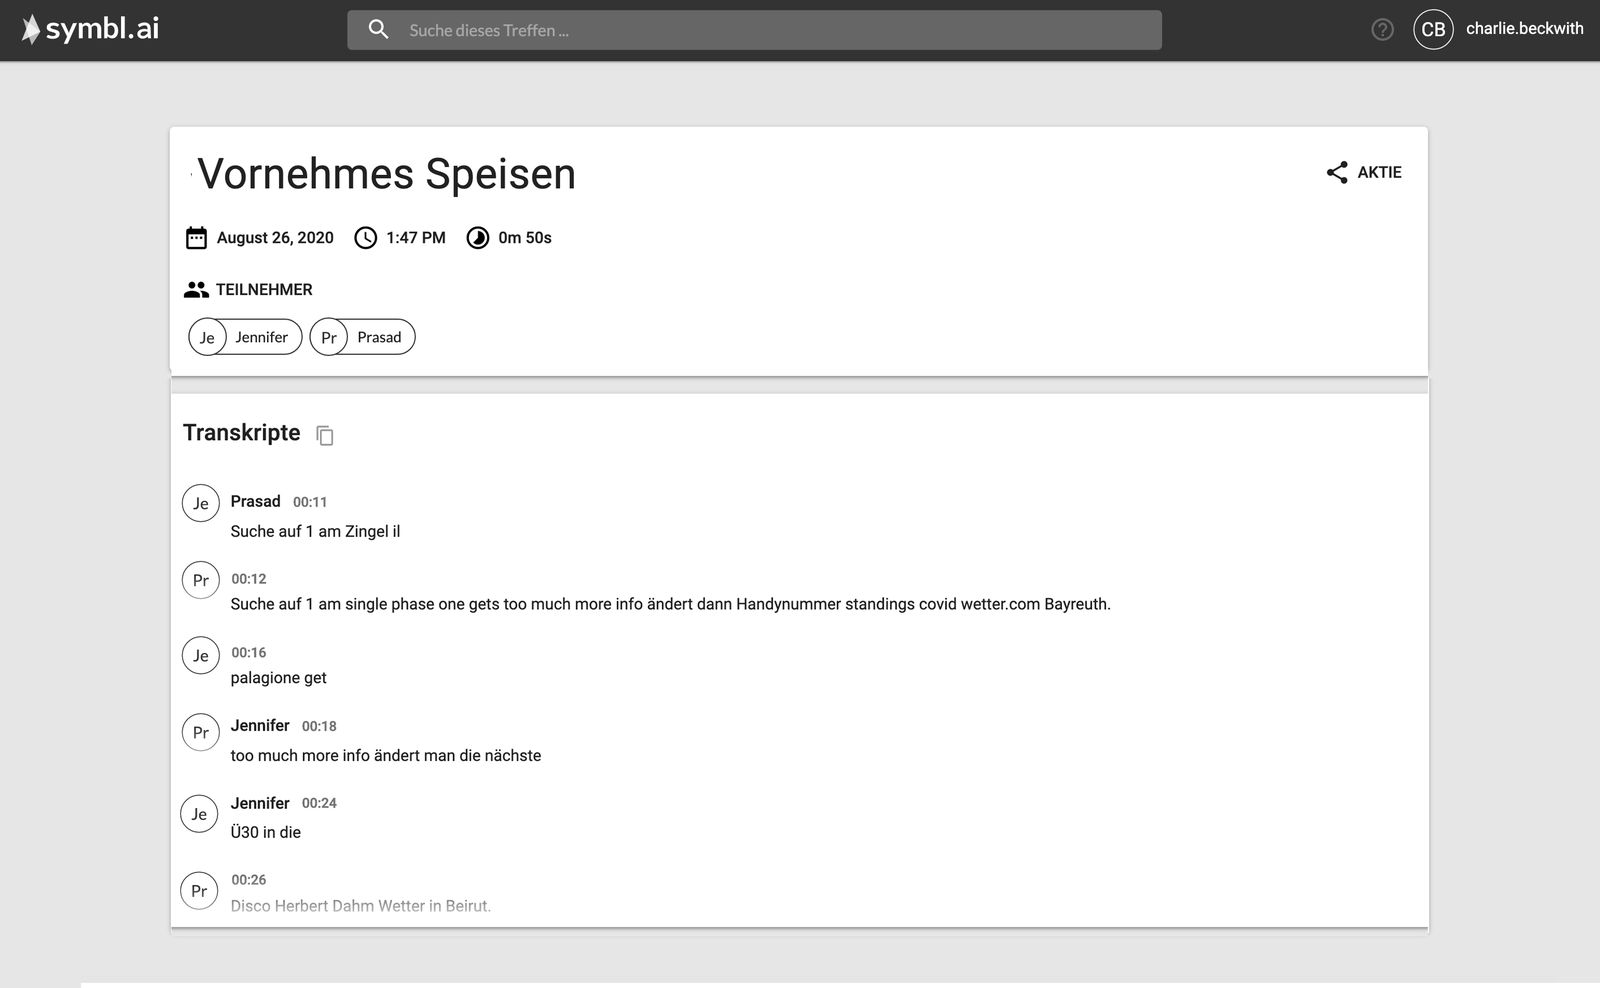 symbl.ai
Suche dieses Treffen ...
CB charlie.beckwith
Vornehmes Speisen
AKTIE
August 26, 2020 1:47 PM 0m 50s
TEILNEHMER
Je Jennifer Pr Prasad
Transkripte
Je Prasad 00:11
Suche auf 1 am Zingel il
Pr 00:12
Suche auf 1 am single phase one gets too much more info ändert dann Handynummer standings covid wetter.com Bayreuth.
Je 00:16
palagione get
Pr Jennifer 00:18
too much more info ändert man die nächste
Je Jennifer 00:24
Ü30 in die
Pr 00:26
Disco Herbert Dahm Wetter in Beirut.